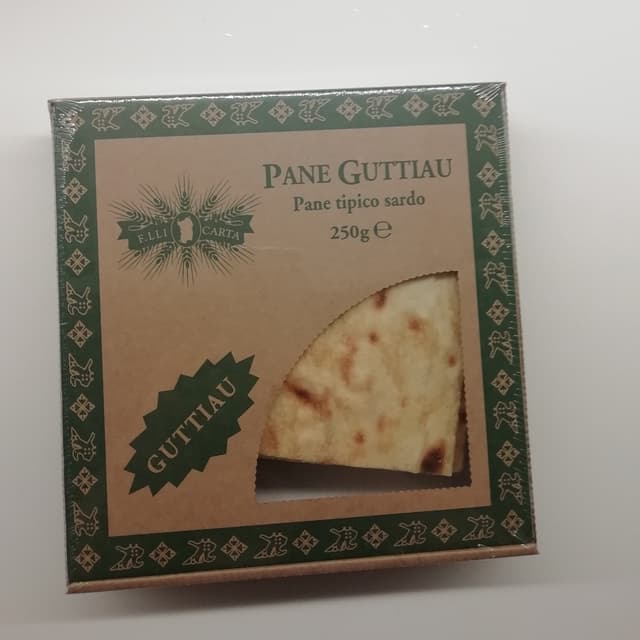 PANE GUTTIAU
Pane tipico sardo
250g ℮
F.LLI CARTA
GUTTIAU